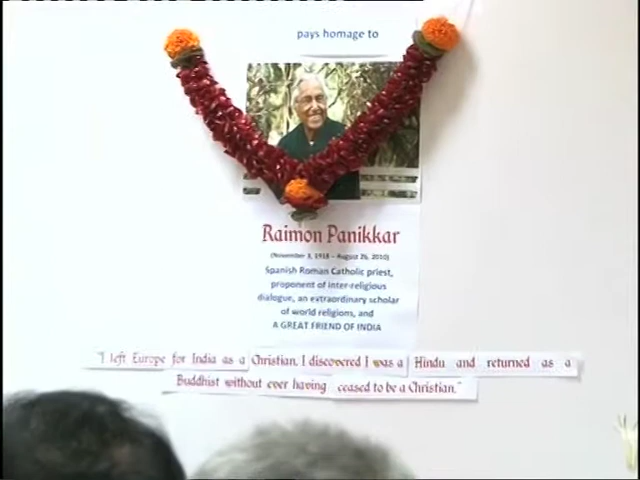 pays homage to
Raimon Panikkar
(November 3, 1918 – August 26, 2010)
Spanish Roman Catholic priest,
proponent of inter-religious
dialogue, an extraordinary scholar
of world religions, and
A GREAT FRIEND OF INDIA
"I left Europe for India as a Christian, I discovered I was a Hindu and returned as a
Buddhist without ever having ceased to be a Christian."